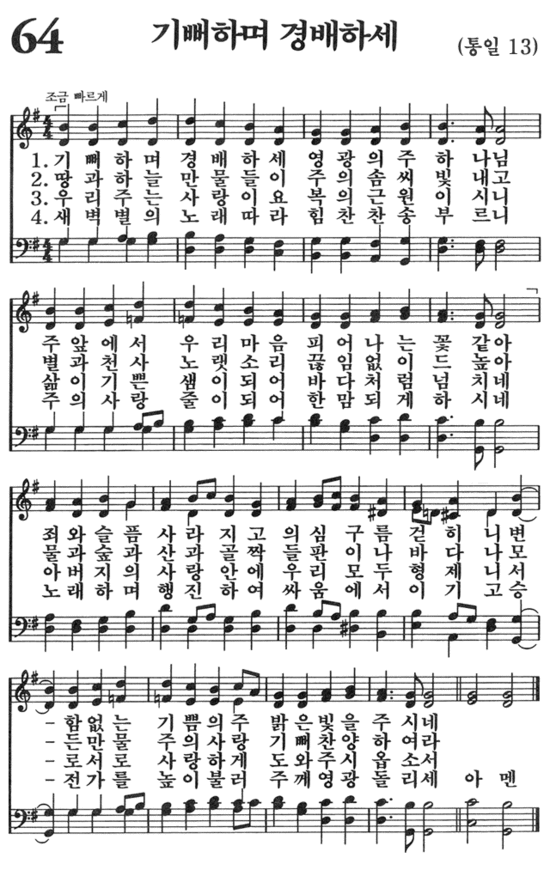 64 기뻐하며 경배하세 (통일 13)
조금 빠르게
1. 기 뻐 하 며 경 배 하 세 영 광 의 주 하 나 님
2. 땅 과 하 늘 만 물 들 이 주 의 솜 씨 빛 내 고
3. 우 리 주 는 사 랑 이 요 복 의 근 원 이 시 니
4. 새 벽 별 의 노 래 따 라 힘 찬 찬 송 부 르 니
주 앞 에 서 우 리 마 음 피 어 나 는 꽃 같 아
별 과 천 사 노 랫 소 리 끊 임 없 이 드 높 아
삶 이 기 쁜 샘 이 되 어 바 다 처 럼 넘 치 네
주 의 사 랑 줄 이 되 어 한 맘 되 게 하 시 네
죄 와 슬 픔 사 라 지 고 의 심 구 름 걷 히 니 변
물 과 숲 과 산 과 골 짝 들 판 이 나 바 다 나 모
아 버 지 의 사 랑 안 에 우 리 모 두 형 제 니 서
노 래 하 며 행 진 하 여 싸 움 에 서 이 기 고 승
- 함 없 는 기 쁨 의 주 밝 은 빛 을 주 시 네
- 든 만 물 주 의 사 랑 기 뻐 찬 양 하 여 라
- 로 서 로 사 랑 하 게 도 와 주 옵 소 서
- 전 가 를 높 이 불 러 주 께 영 광 돌 리 세 아 멘